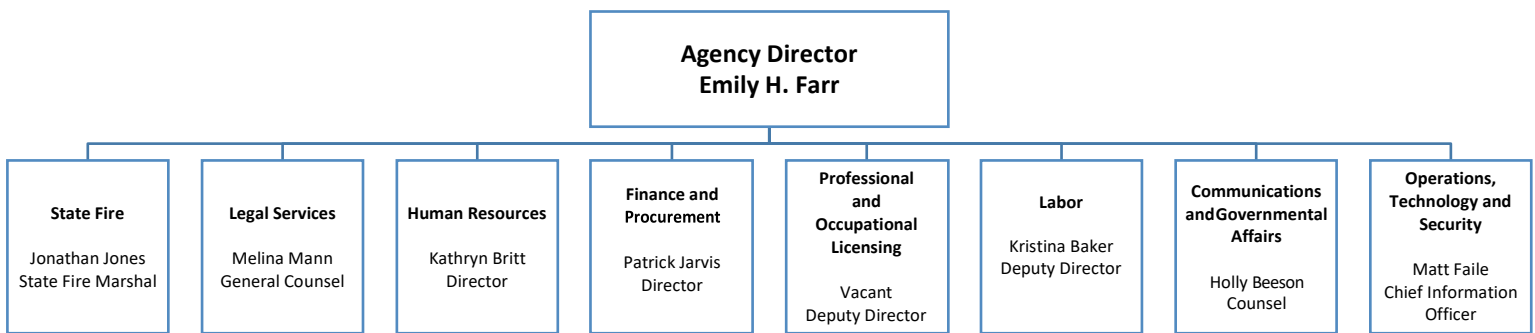 Agency Director
Emily H. Farr
State Fire
Jonathan Jones
State Fire Marshal
Legal Services
Melina Mann
General Counsel
Human Resources
Kathryn Britt
Director
Finance and
Procurement
Patrick Jarvis
Director
Professional
and
Occupational
Licensing
Vacant
Deputy Director
Labor
Kristina Baker
Deputy Director
Communications
and Governmental
Affairs
Holly Beeson
Counsel
Operations,
Technology and
Security
Matt Faile
Chief Information
Officer